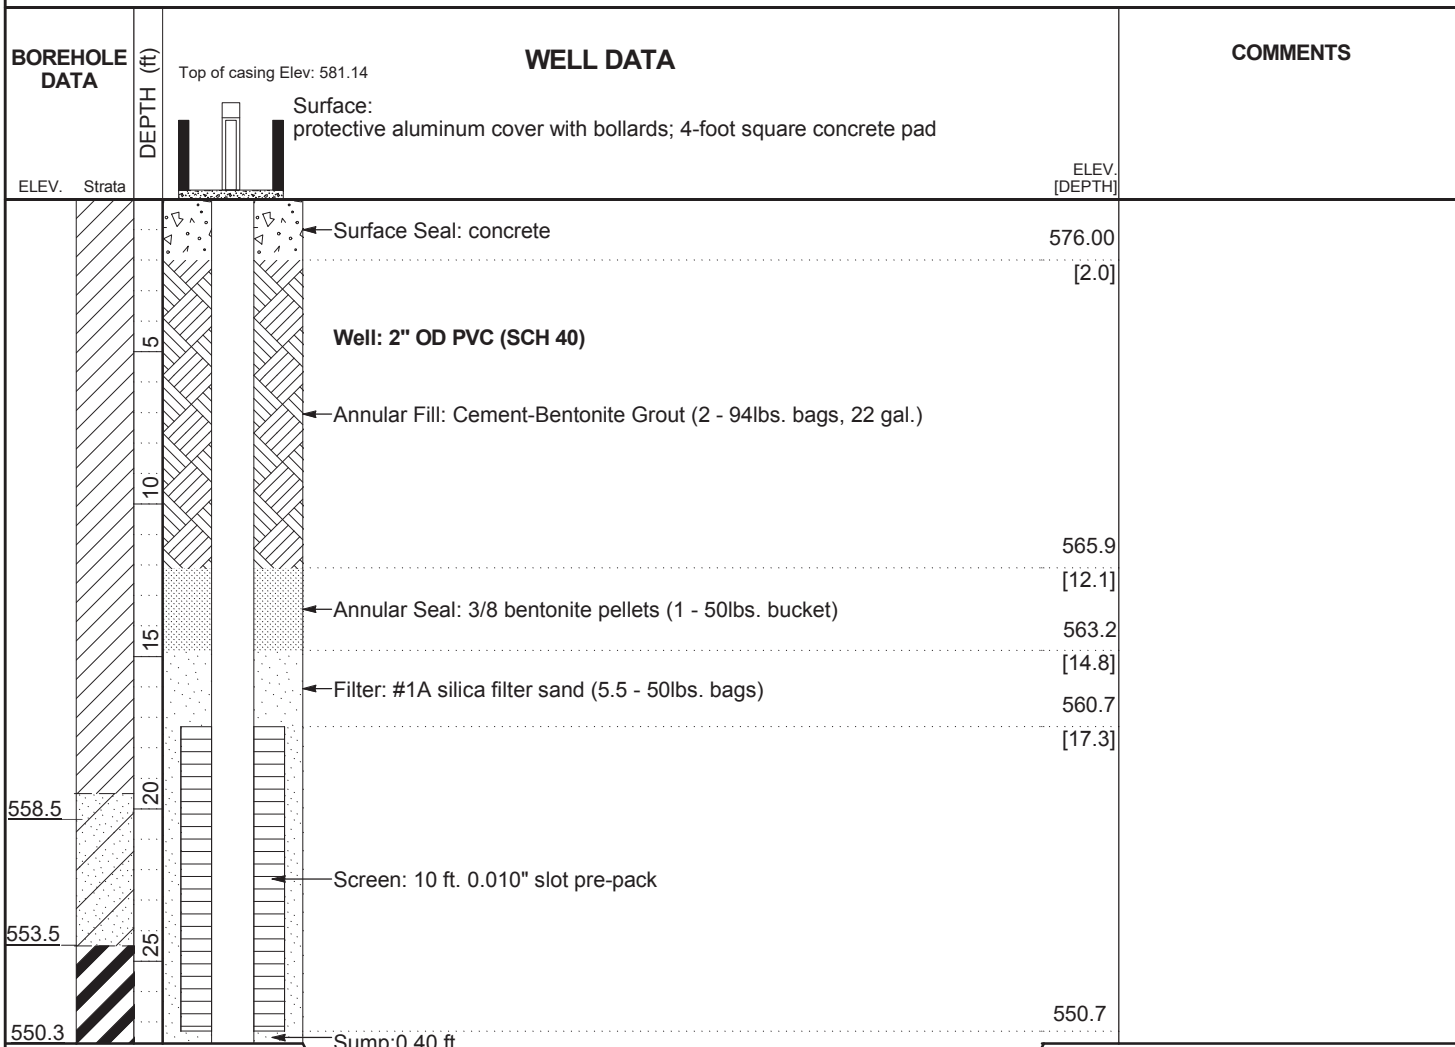 BOREHOLE
DATA
DEPTH (ft)
Top of casing Elev: 581.14
WELL DATA
COMMENTS
Surface:
protective aluminum cover with bollards; 4-foot square concrete pad
ELEV.
[DEPTH]
ELEV. Strata
Surface Seal: concrete
576.00
[2.0]
Well: 2" OD PVC (SCH 40)
5
Annular Fill: Cement-Bentonite Grout (2 - 94lbs. bags, 22 gal.)
10
565.9
[12.1]
Annular Seal: 3/8 bentonite pellets (1 - 50lbs. bucket)
563.2
15
[14.8]
Filter: #1A silica filter sand (5.5 - 50lbs. bags)
560.7
[17.3]
20
558.5
Screen: 10 ft. 0.010" slot pre-pack
553.5
25
550.7
550.3
Sump:0.40 ft